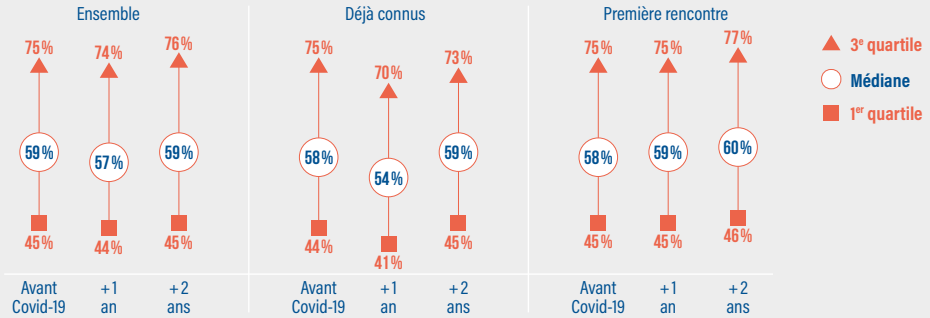 Ensemble
75 %
74 %
76 %
59 %
57 %
59 %
45 %
44 %
45 %
Avant Covid-19
+ 1 an
+ 2 ans
Déjà connus
75 %
70 %
73 %
58 %
54 %
59 %
44 %
41 %
45 %
Avant Covid-19
+ 1 an
+ 2 ans
Première rencontre
75 %
75 %
77 %
58 %
59 %
60 %
45 %
45 %
46 %
Avant Covid-19
+ 1 an
+ 2 ans
3e quartile
Médiane
1er quartile